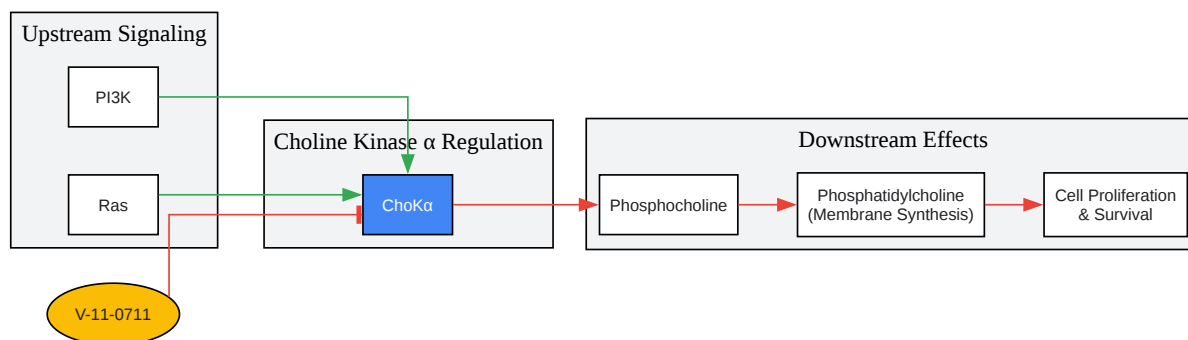 Upstream Signaling
PI3K
Ras
V-11-0711
Choline Kinase α Regulation
ChoKα
Downstream Effects
Phosphocholine
Phosphatidylcholine
(Membrane Synthesis)
Cell Proliferation
& Survival